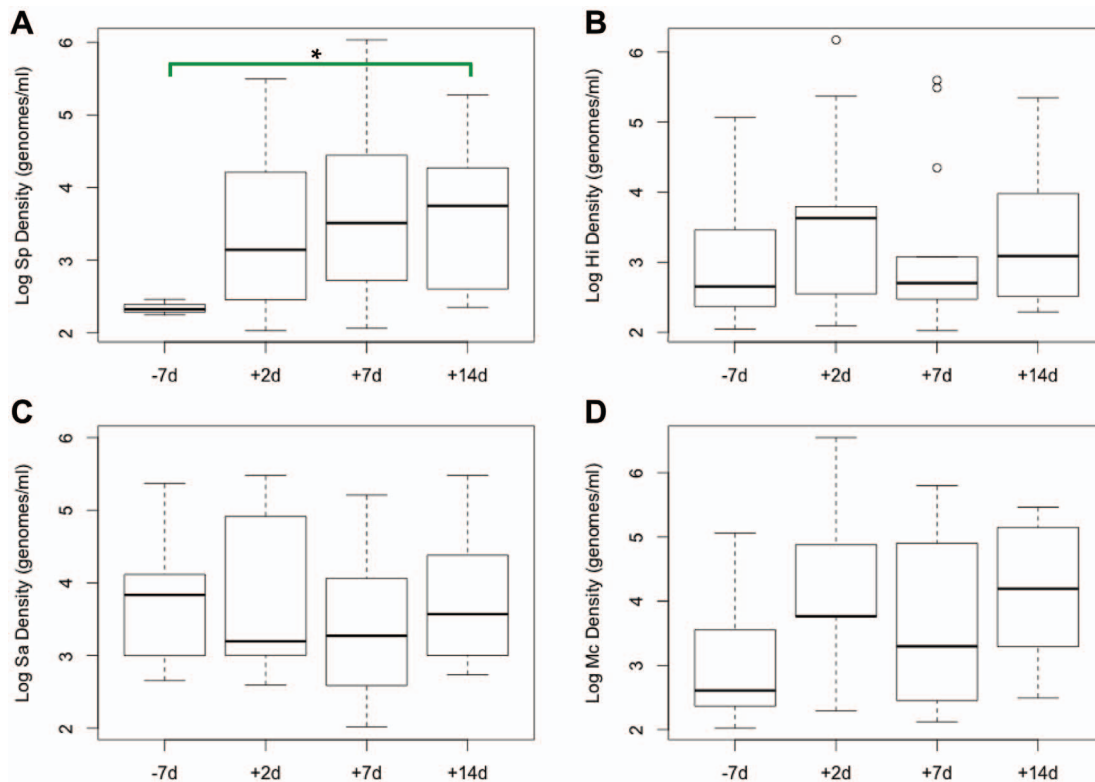 A
Log Sp Density (genomes/ml)
6
5
4
3
2
*
-7d +2d +7d +14d
B
Log Hi Density (genomes/ml)
6
5
4
3
2
-7d +2d +7d +14d
C
Log Sa Density (genomes/ml)
6
5
4
3
2
-7d +2d +7d +14d
D
Log Mc Density (genomes/ml)
6
5
4
3
2
-7d +2d +7d +14d